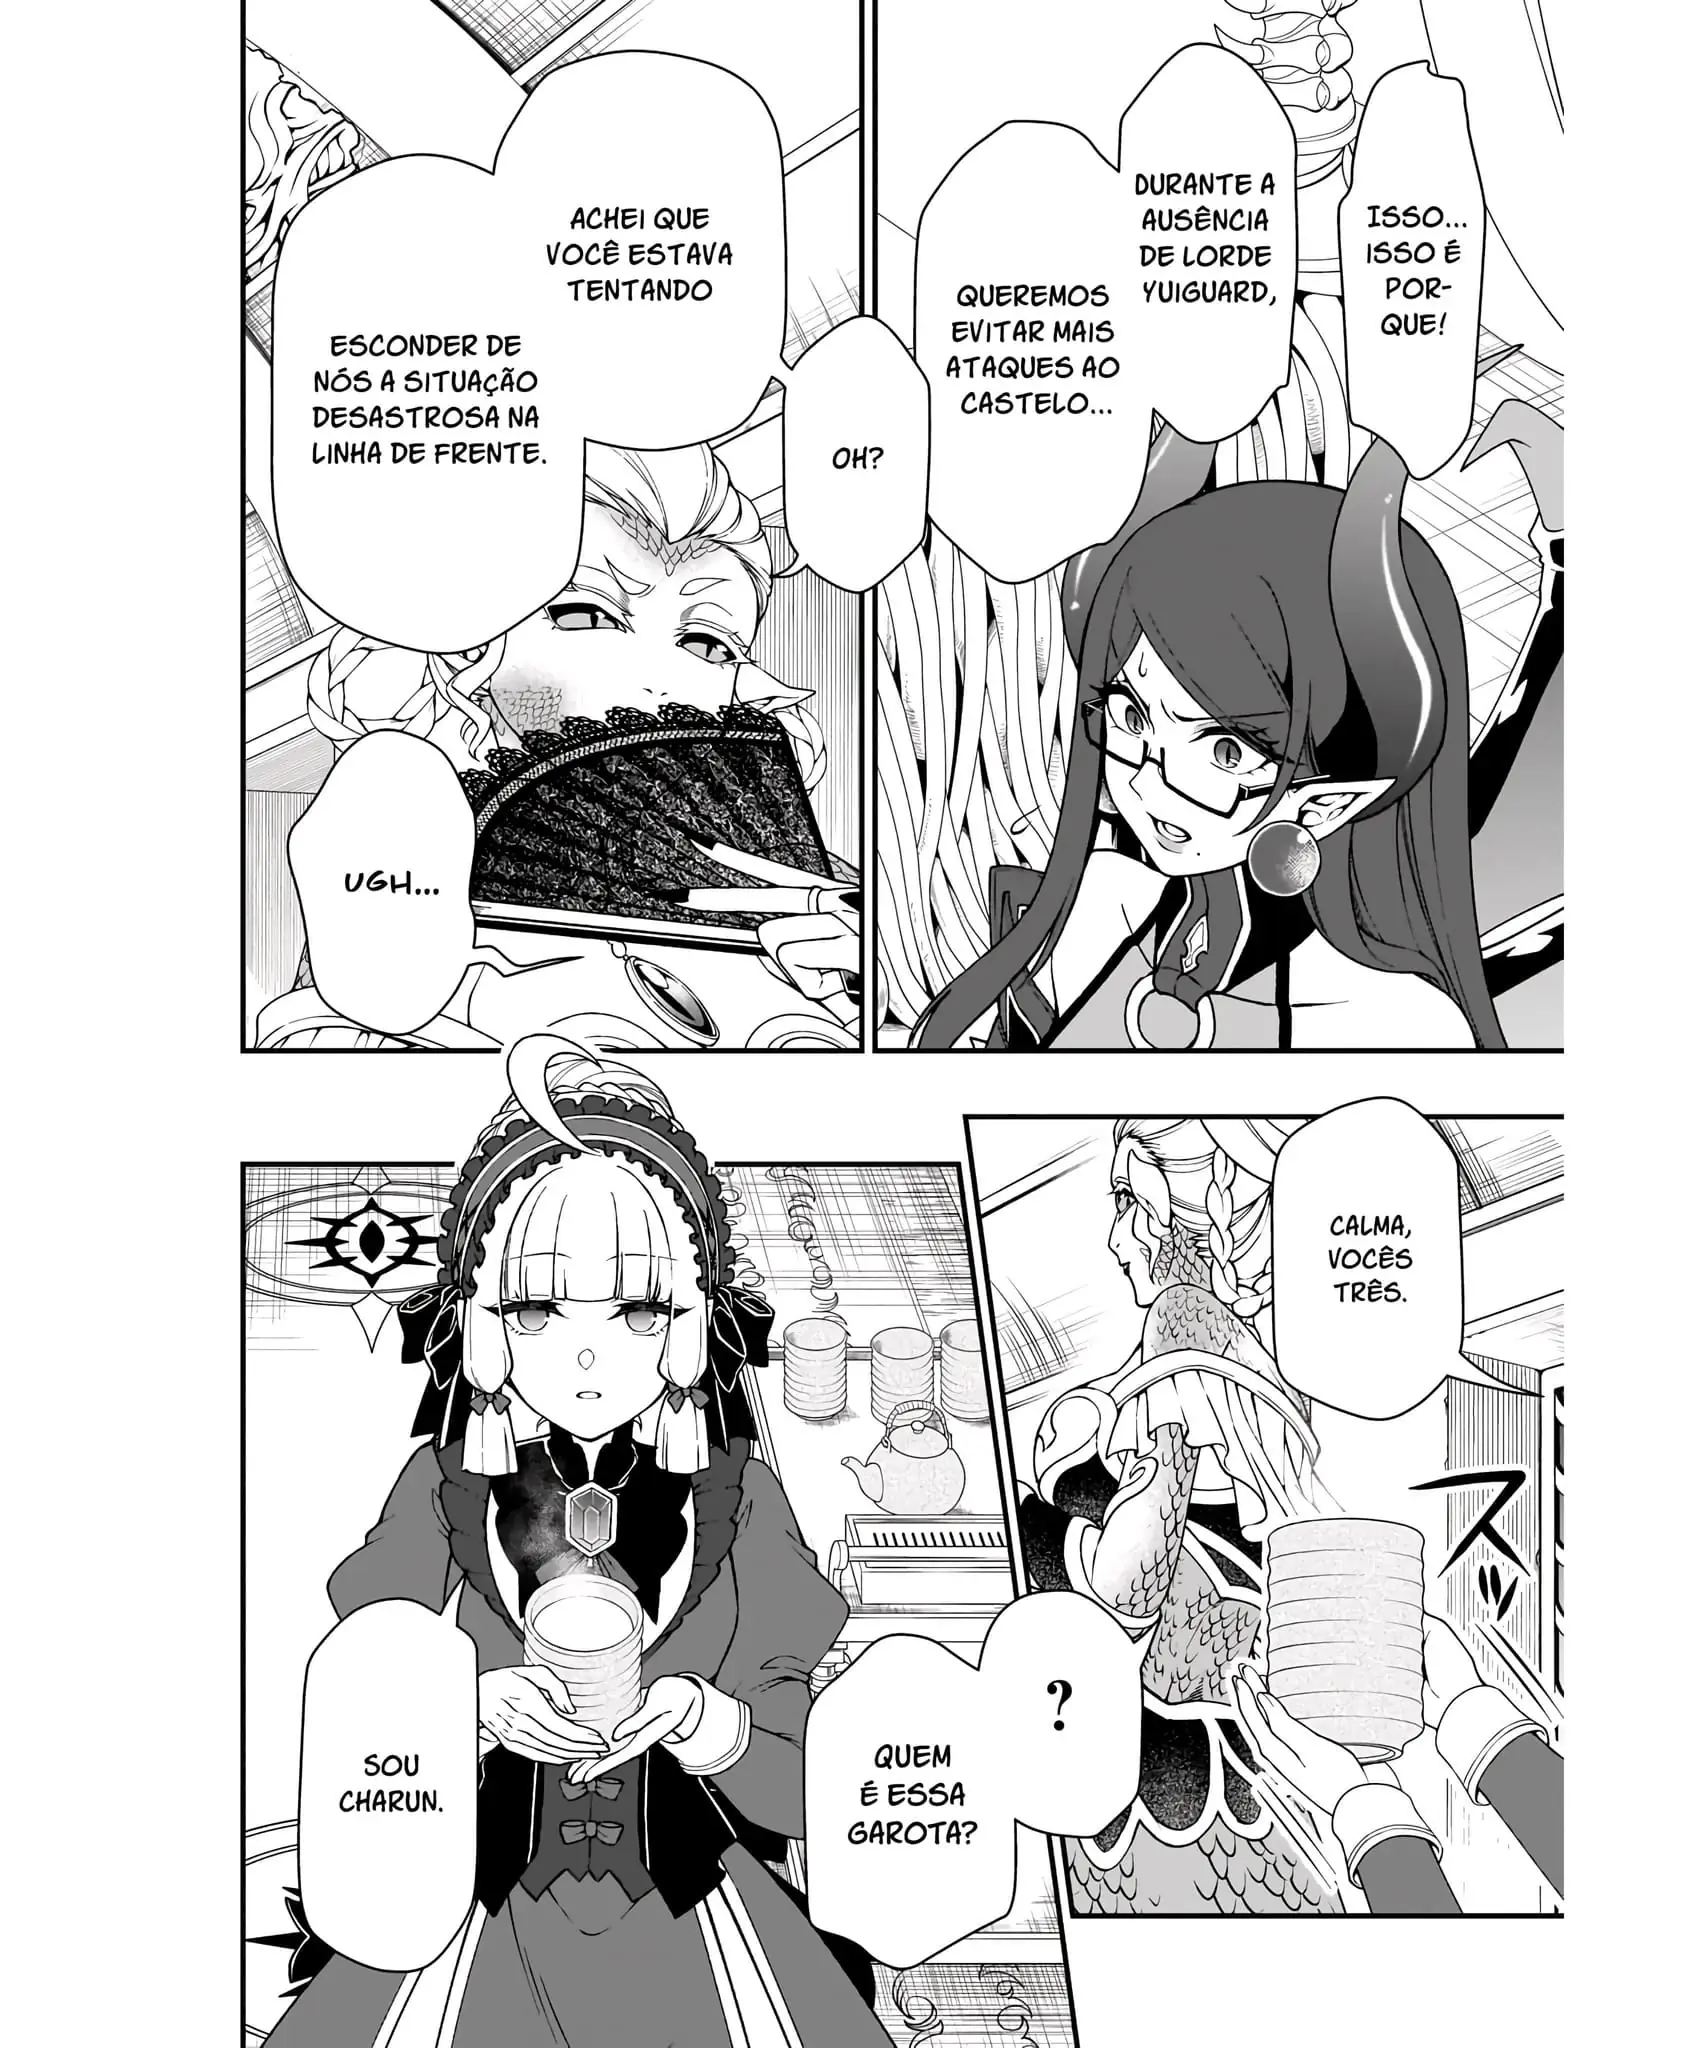 ISSO...
ISSO É
POR-
QUE!
DURANTE A
AUSÊNCIA
DE LORDE
YUIGUARD,
QUEREMOS
EVITAR MAIS
ATAQUES AO
CASTELO...
OH?
ACHEI QUE
VOCÊ ESTAVA
TENTANDO
ESCONDER DE
NÓS A SITUAÇÃO
DESASTROSA NA
LINHA DE FRENTE.
UGH...
CALMA,
VOCÊS
TRÊS.
スッ
?
QUEM
É ESSA
GAROTA?
SOU
CHARUN.